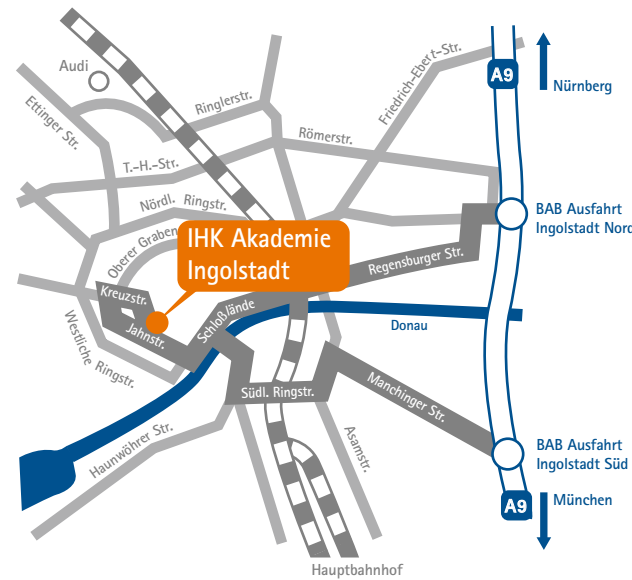 Audi
Ettinger Str.
Ringlerstr.
Friedrich-Ebert-Str.
A9
Nürnberg
Römerstr.
T.-H.-Str.
Nördl. Ringstr.
Oberer Graben
IHK Akademie
Ingolstadt
BAB Ausfahrt
Ingolstadt Nord
Regensburger Str.
Kreuzstr.
Jahnstr.
Schloßlände
Donau
Westliche Ringstr.
Südl. Ringstr.
Manchinger Str.
Haunwöhrer Str.
Asamstr.
BAB Ausfahrt
Ingolstadt Süd
A9
München
Hauptbahnhof